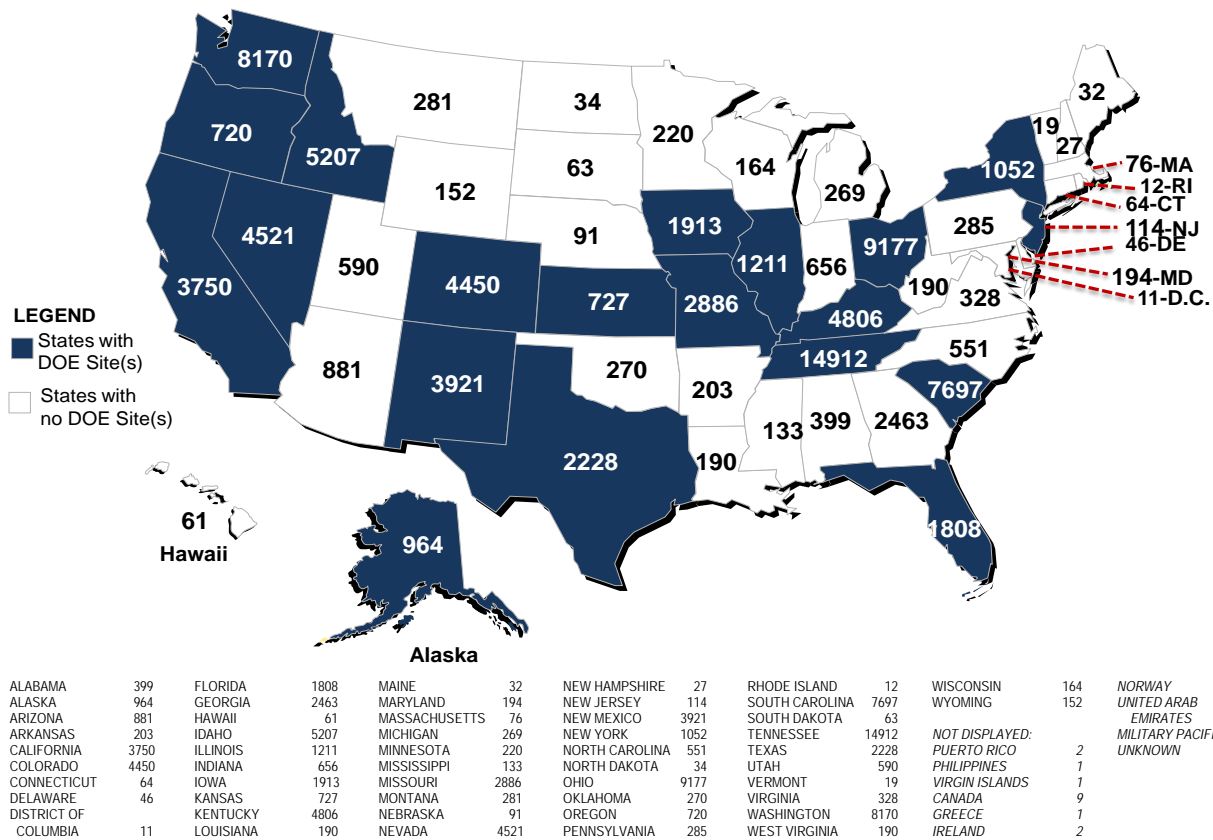 8170
281
34
220
32
19
27
720
5207
63
164
269
1052
76-MA
12-RI
64-CT
152
91
1913
285
114-NJ
46-DE
4521
590
4450
1211
656
9177
194-MD
11-D.C.
3750
727
2886
190
328
4806
LEGEND
States with
DOE Site(s)
States with
no DOE Site(s)
881
3921
270
203
14912
551
7697
133
399
2463
2228
190
61
Hawaii
964
1808
Alaska
ALABAMA 399 FLORIDA 1808 MAINE 32 NEW HAMPSHIRE 27 RHODE ISLAND 12 WISCONSIN 164 NORWAY
ALASKA 964 GEORGIA 2463 MARYLAND 194 NEW JERSEY 114 SOUTH CAROLINA 7697 WYOMING 152 UNITED ARAB
ARIZONA 881 HAWAII 61 MASSACHUSETTS 76 NEW MEXICO 3921 SOUTH DAKOTA 63 EMIRATES
ARKANSAS 203 IDAHO 5207 MICHIGAN 269 NEW YORK 1052 TENNESSEE 14912 NOT DISPLAYED: MILITARY PACIFI
CALIFORNIA 3750 ILLINOIS 1211 MINNESOTA 220 NORTH CAROLINA 551 TEXAS 2228 PUERTO RICO 2 UNKNOWN
COLORADO 4450 INDIANA 656 MISSISSIPPI 133 NORTH DAKOTA 34 UTAH 590 PHILIPPINES 1
CONNECTICUT 64 IOWA 1913 MISSOURI 2886 OHIO 9177 VERMONT 19 VIRGIN ISLANDS 1
DELAWARE 46 KANSAS 727 MONTANA 281 OKLAHOMA 270 VIRGINIA 328 CANADA 9
DISTRICT OF KENTUCKY 4806 NEBRASKA 91 OREGON 720 WASHINGTON 8170 GREECE 1
COLUMBIA 11 LOUISIANA 190 NEVADA 4521 PENNSYLVANIA 285 WEST VIRGINIA 190 IRELAND 2